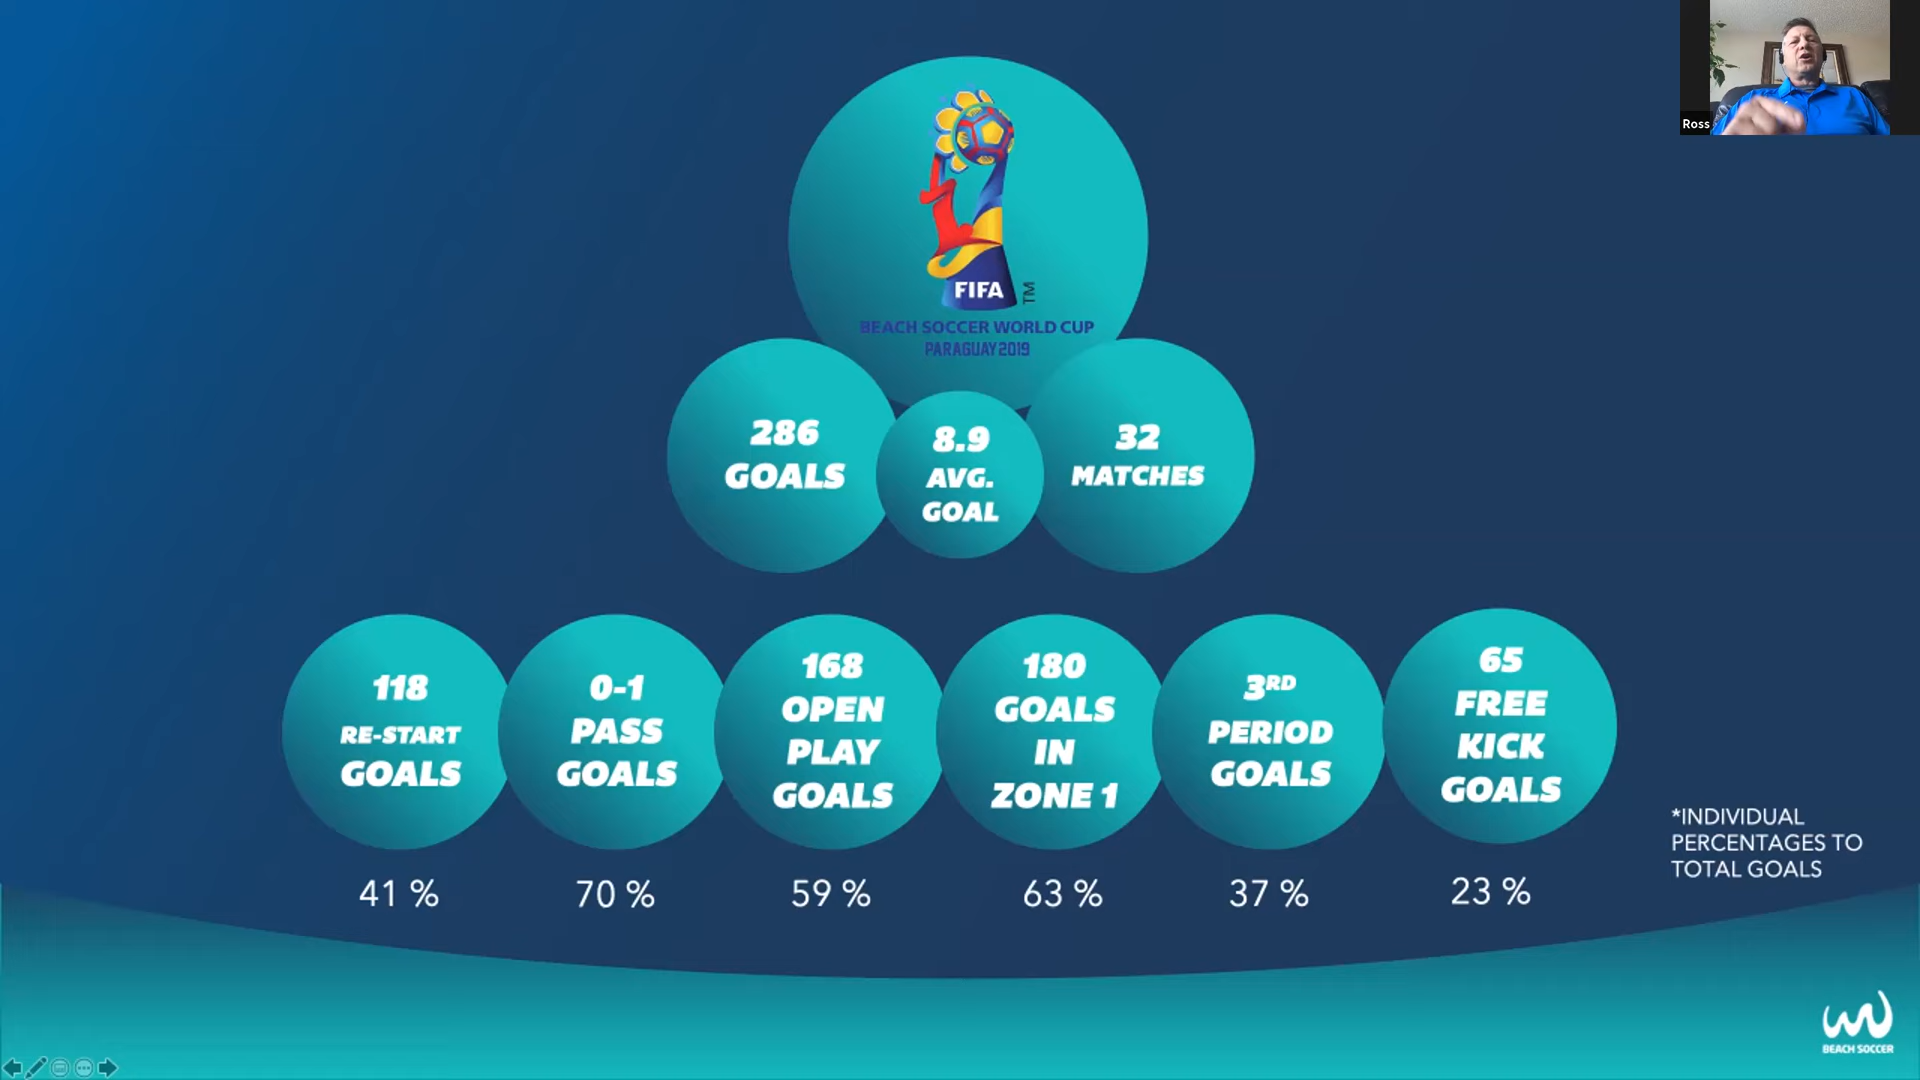 Ross
FIFA
TM
BEACH SOCCER WORLD CUP
PARAGUAY 2019
286
GOALS
8.9
AVG.
GOAL
32
MATCHES
118
RE-START
GOALS
0-1
PASS
GOALS
168
OPEN
PLAY
GOALS
180
GOALS
IN
ZONE 1
3RD
PERIOD
GOALS
65
FREE
KICK
GOALS
41 %
70 %
59 %
63 %
37 %
23 %
*INDIVIDUAL
PERCENTAGES TO
TOTAL GOALS
BEACH SOCCER